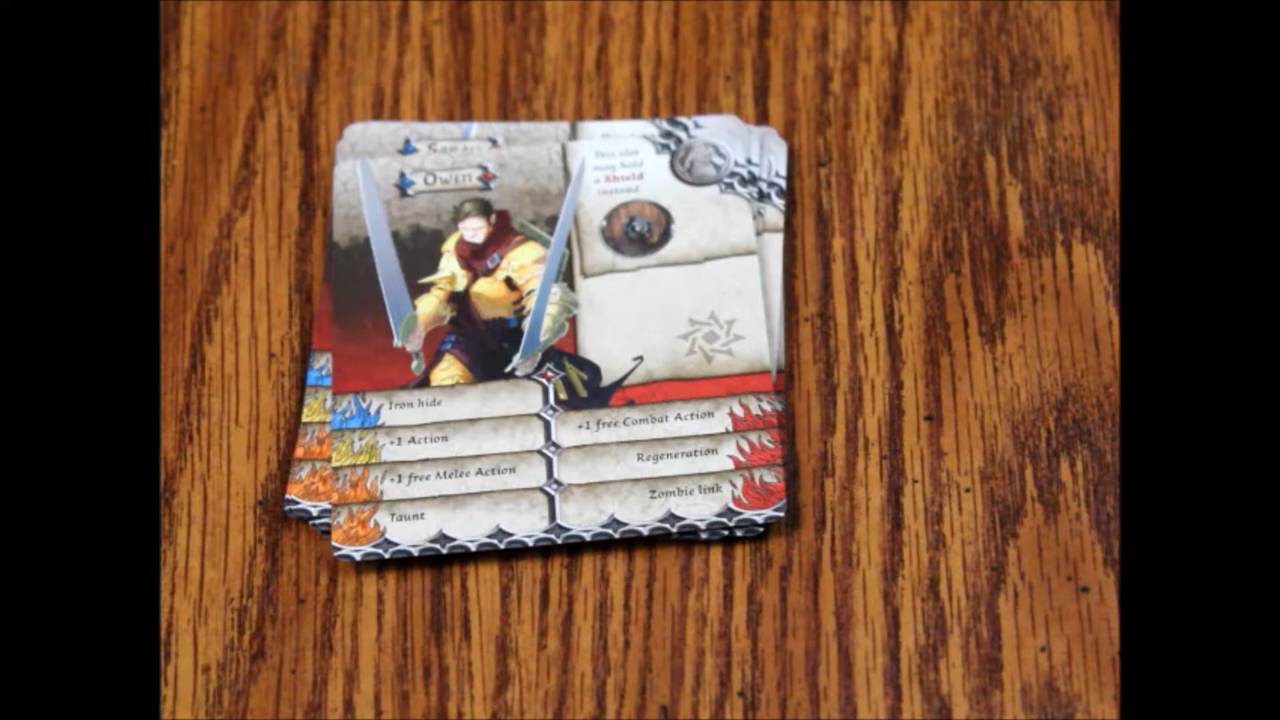 Owen
This slot
may hold
a Shield
instead
Iron hide
+1 Action
+1 free Melee Action
Taunt
+1 free Combat Action
Regeneration
Zombie link